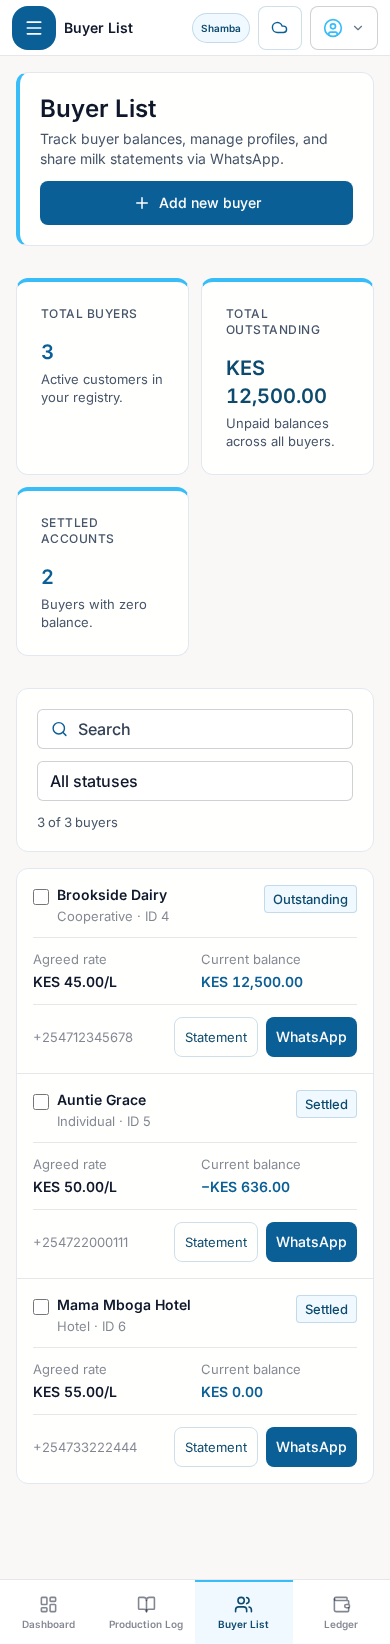 Buyer List
Shamba
Buyer List
Track buyer balances, manage profiles, and
share milk statements via WhatsApp.
Add new buyer
TOTAL BUYERS
3
Active customers in
your registry.
TOTAL
OUTSTANDING
KES
12,500.00
Unpaid balances
across all buyers.
SETTLED
ACCOUNTS
2
Buyers with zero
balance.
Search
All statuses
3 of 3 buyers
Brookside Dairy
Outstanding
Cooperative · ID 4
Agreed rate
Current balance
KES 45.00/L
KES 12,500.00
+254712345678
Statement
WhatsApp
Auntie Grace
Settled
Individual · ID 5
Agreed rate
Current balance
KES 50.00/L
−KES 636.00
+254722000111
Statement
WhatsApp
Mama Mboga Hotel
Settled
Hotel · ID 6
Agreed rate
Current balance
KES 55.00/L
KES 0.00
+254733222444
Statement
WhatsApp
Dashboard
Production Log
Buyer List
Ledger